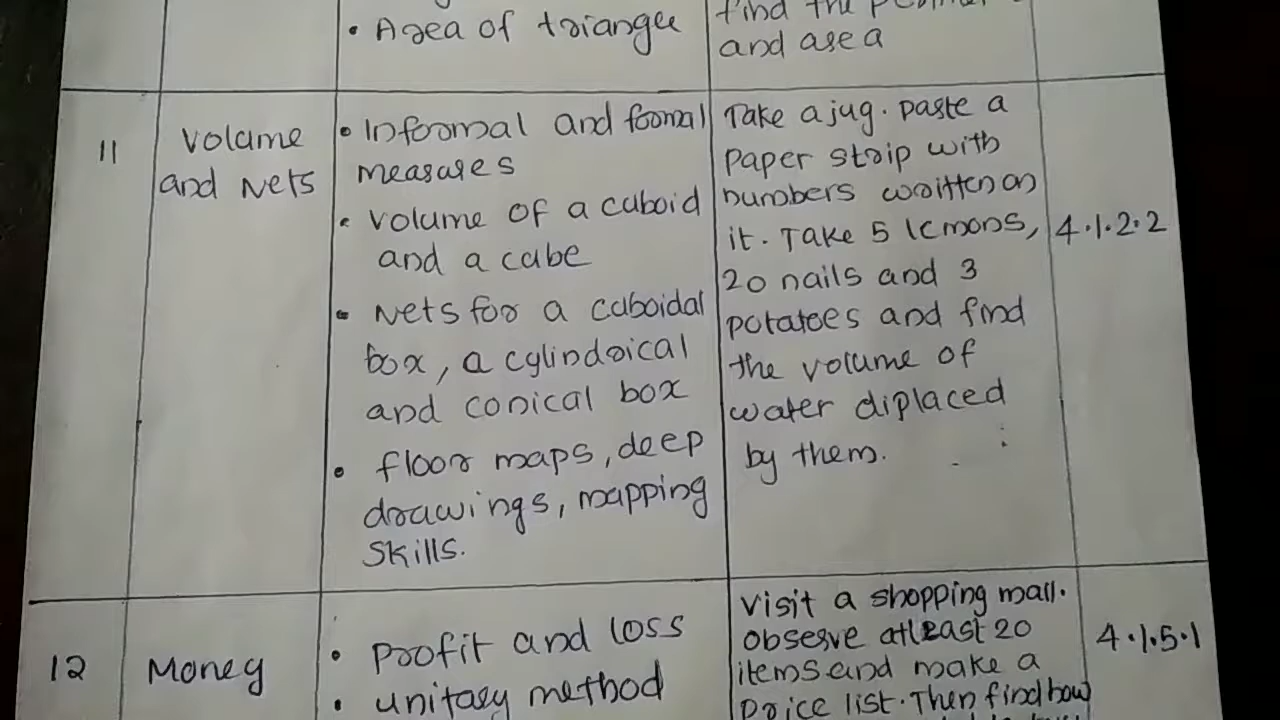 • Area of triangle
find the
and area
11
Volume
and Nets
• Informal and formal
measures
• Volume of a cuboid
and a cube
• Nets for a cuboidal
box, a cylindrical
and conical box
• floor maps, deep
drawings, mapping
skills.
Take a jug. Paste a
paper strip with
numbers written on
it. Take 5 lemons,
20 nails and 3
potatoes and find
the volume of
water diplaced
by them.
4.1.2.2
12
Money
• Profit and loss
• Unitary method
Visit a shopping mall.
Observe atleast 20
items and make a
price list. Then find how
4.1.5.1